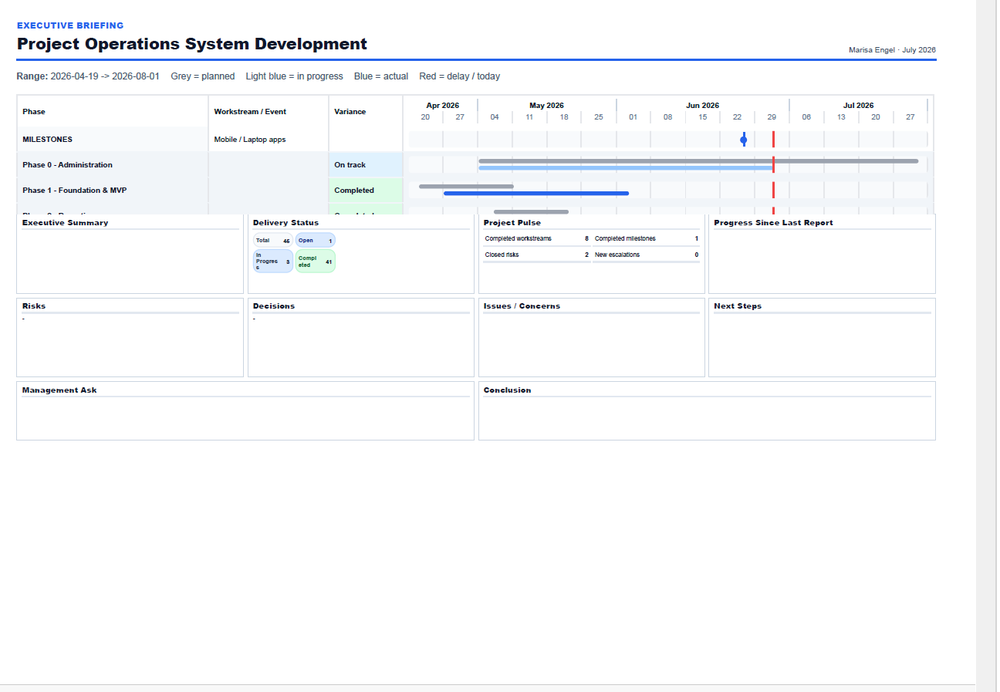 EXECUTIVE BRIEFING
Project Operations System Development
Marisa Engel · July 2026
Range: 2026-04-19 -> 2026-08-01 Grey = planned Light blue = in progress Blue = actual Red = delay / today
Phase Workstream / Event Variance
Apr 2026 May 2026 Jun 2026 Jul 2026
20 27 04 11 18 25 01 08 15 22 29 06 13 20 27
MILESTONES Mobile / Laptop apps
Phase 0 - Administration On track
Phase 1 - Foundation & MVP Completed
Executive Summary
Delivery Status
Total 45
Open 1
In Progres s 3
Compl eted 41
Project Pulse
Completed workstreams 8 Completed milestones 1
Closed risks 2 New escalations 0
Progress Since Last Report
Risks
-
Decisions
-
Issues / Concerns
Next Steps
Management Ask
Conclusion